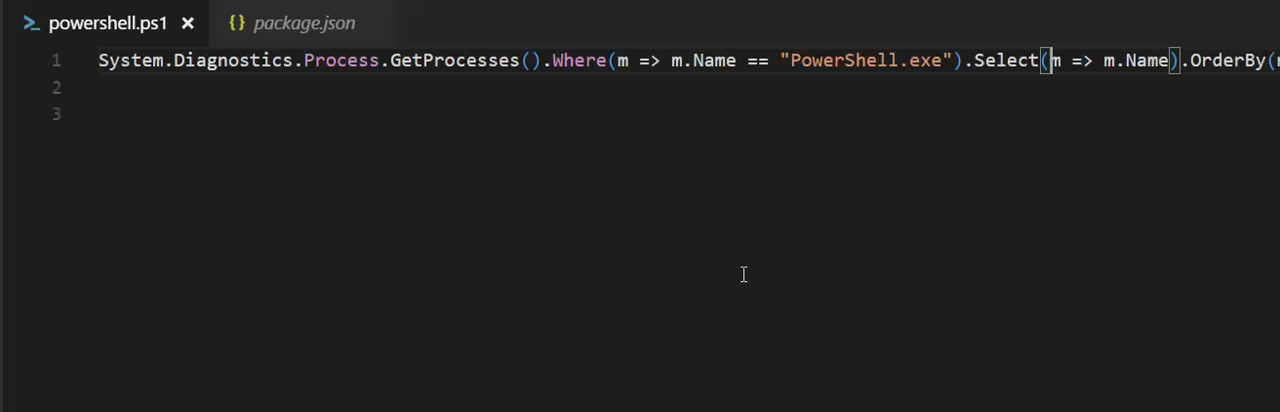 powershell.ps1 package.json
1 System.Diagnostics.Process.GetProcesses().Where(m => m.Name == "PowerShell.exe").Select(m => m.Name).OrderBy(
2
3